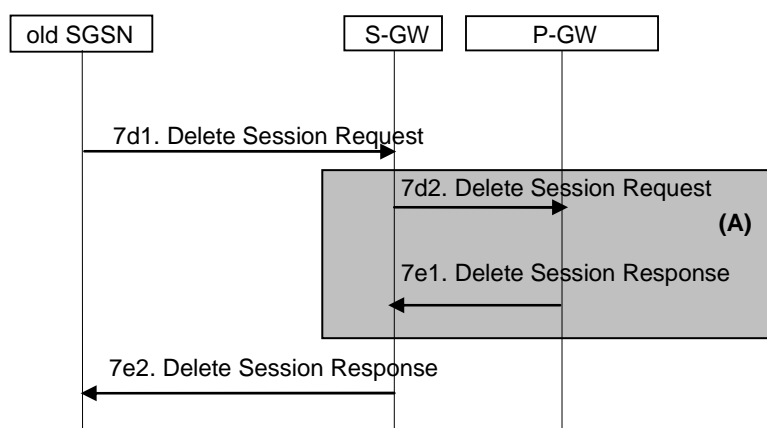 old SGSN
S-GW
P-GW
7d1. Delete Session Request
7d2. Delete Session Request
(A)
7e1. Delete Session Response
7e2. Delete Session Response